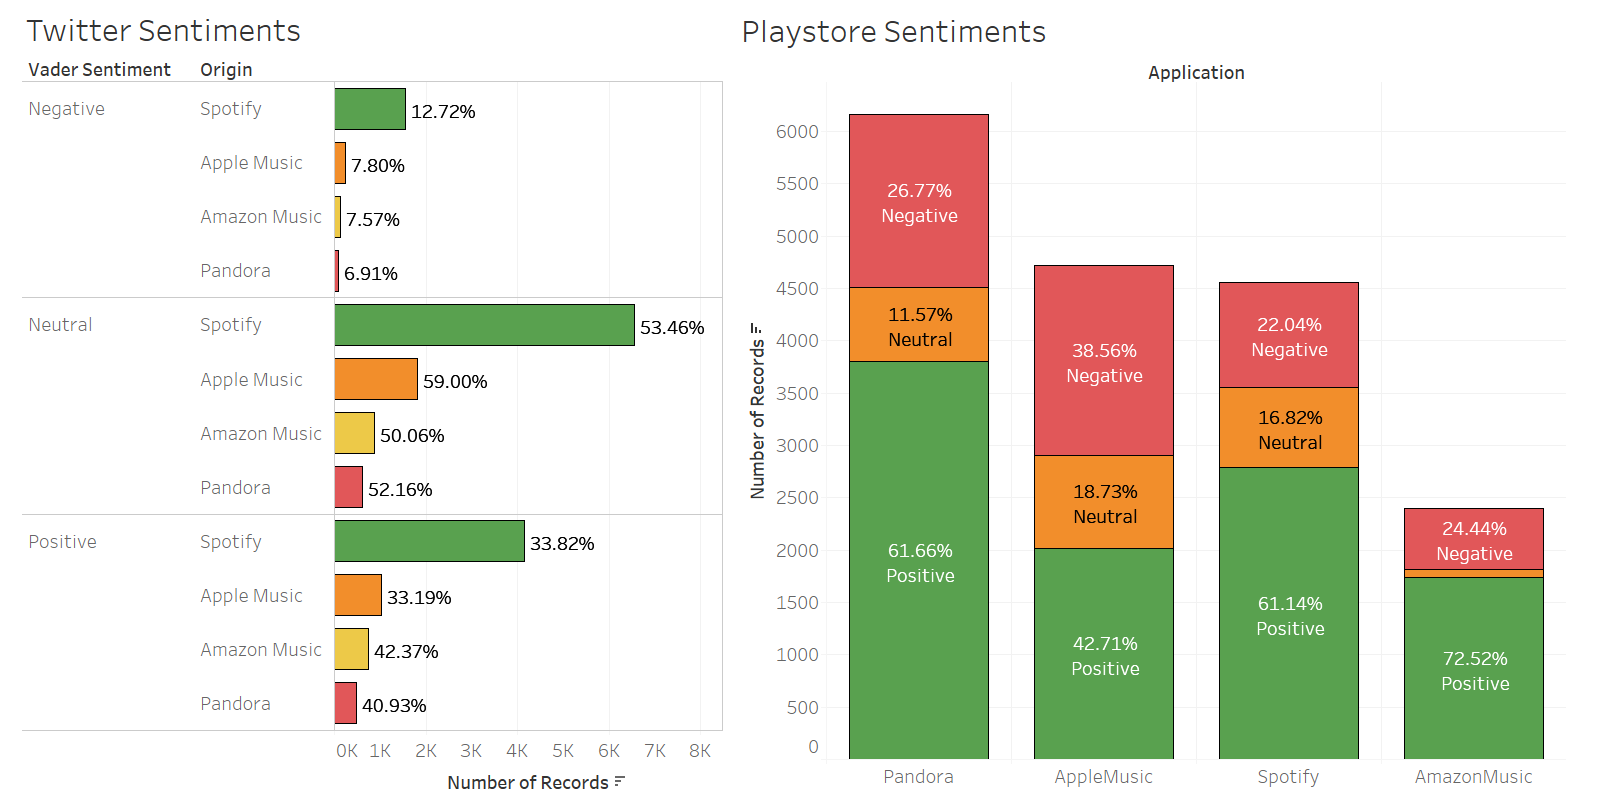 Twitter Sentiments
Vader Sentiment Origin
Negative Spotify 12.72%
Apple Music 7.80%
Amazon Music 7.57%
Pandora 6.91%
Neutral Spotify 53.46%
Apple Music 59.00%
Amazon Music 50.06%
Pandora 52.16%
Positive Spotify 33.82%
Apple Music 33.19%
Amazon Music 42.37%
Pandora 40.93%
0K 1K 2K 3K 4K 5K 6K 7K 8K
Number of Records
Playstore Sentiments
Application
Number of Records
6000
5500
5000
4500
4000
3500
3000
2500
2000
1500
1000
500
0
26.77%
Negative
11.57%
Neutral
61.66%
Positive
38.56%
Negative
18.73%
Neutral
42.71%
Positive
22.04%
Negative
16.82%
Neutral
61.14%
Positive
24.44%
Negative
72.52%
Positive
Pandora AppleMusic Spotify AmazonMusic